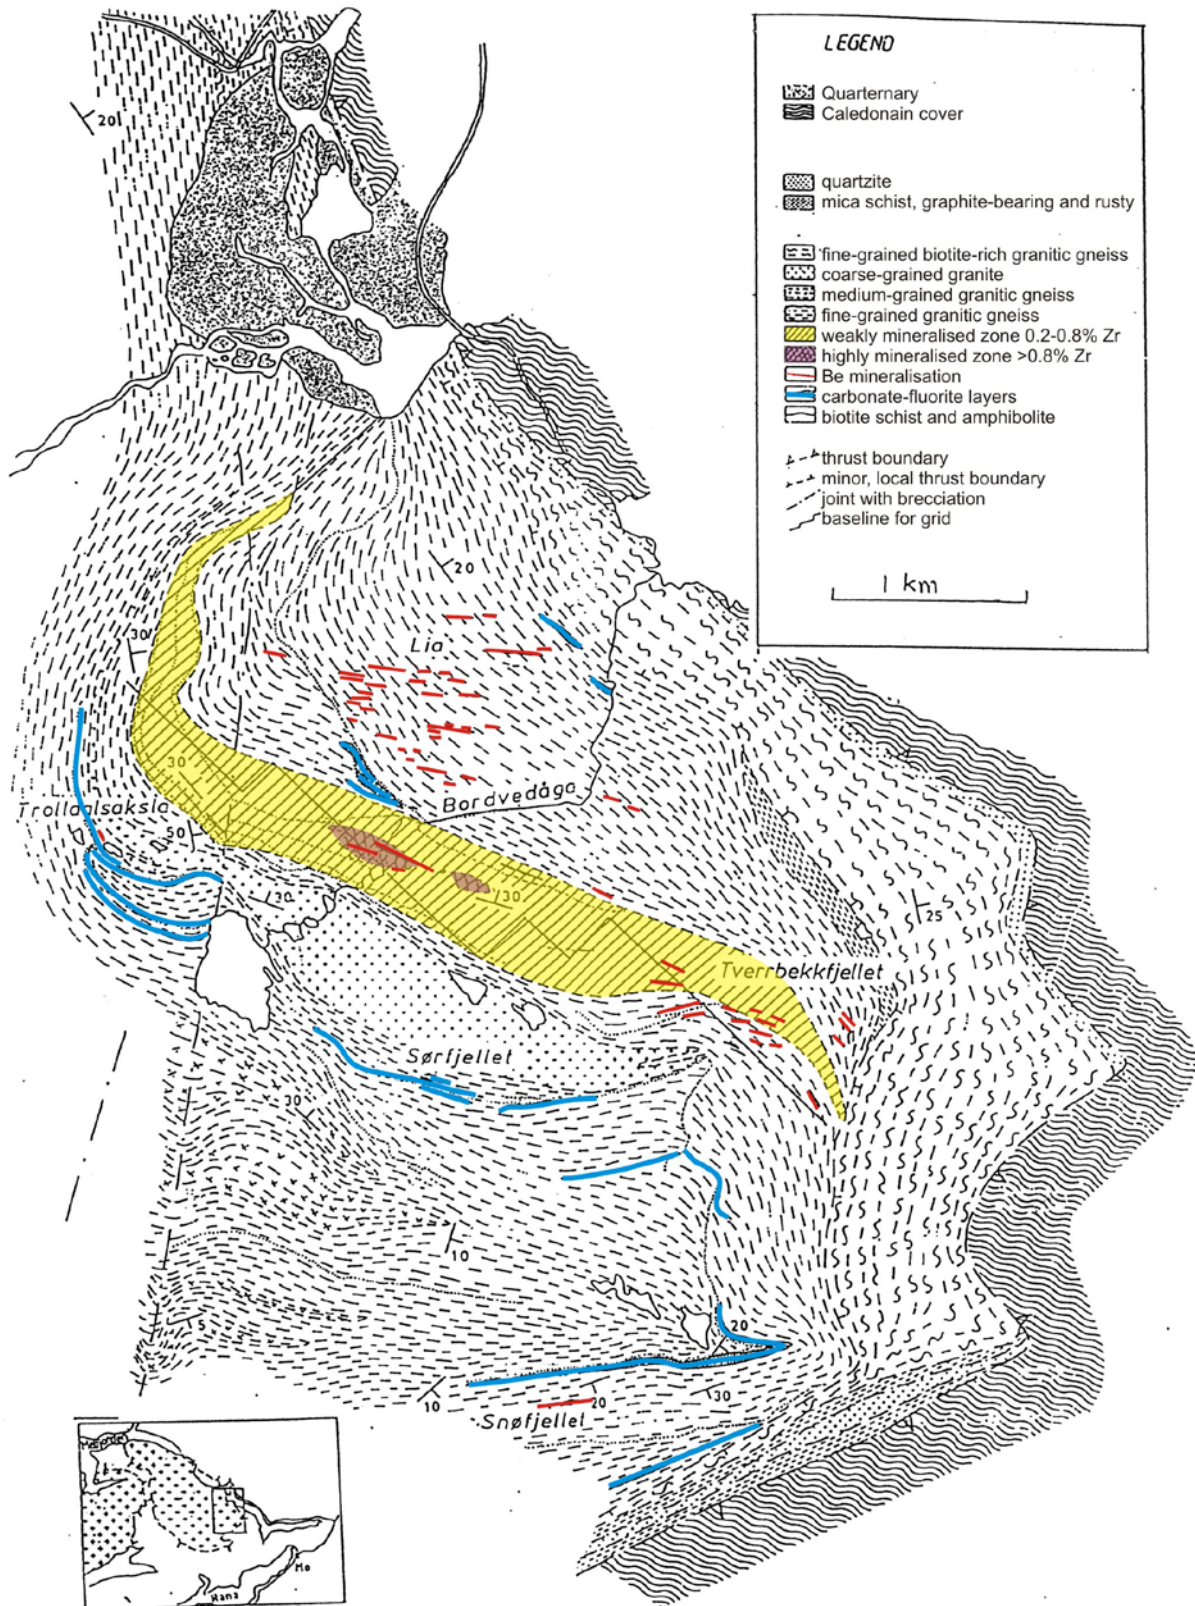 LEGEND
Quarternary
Caledonain cover
quartzite
mica schist, graphite-bearing and rusty
fine-grained biotite-rich granitic gneiss
coarse-grained granite
medium-grained granitic gneiss
fine-grained granitic gneiss
weakly mineralised zone 0.2-0.8% Zr
highly mineralised zone >0.8% Zr
Be mineralisation
carbonate-fluorite layers
biotite schist and amphibolite
thrust boundary
minor, local thrust boundary
joint with brecciation
baseline for grid
1 km
20
20
30
Lia
30
Bordvedåga
50
30
30
25
Tverrbekkfjellet
Sørfjellet
30
10
5
20
10
20
30
Snøfjellet
Mo
Rana